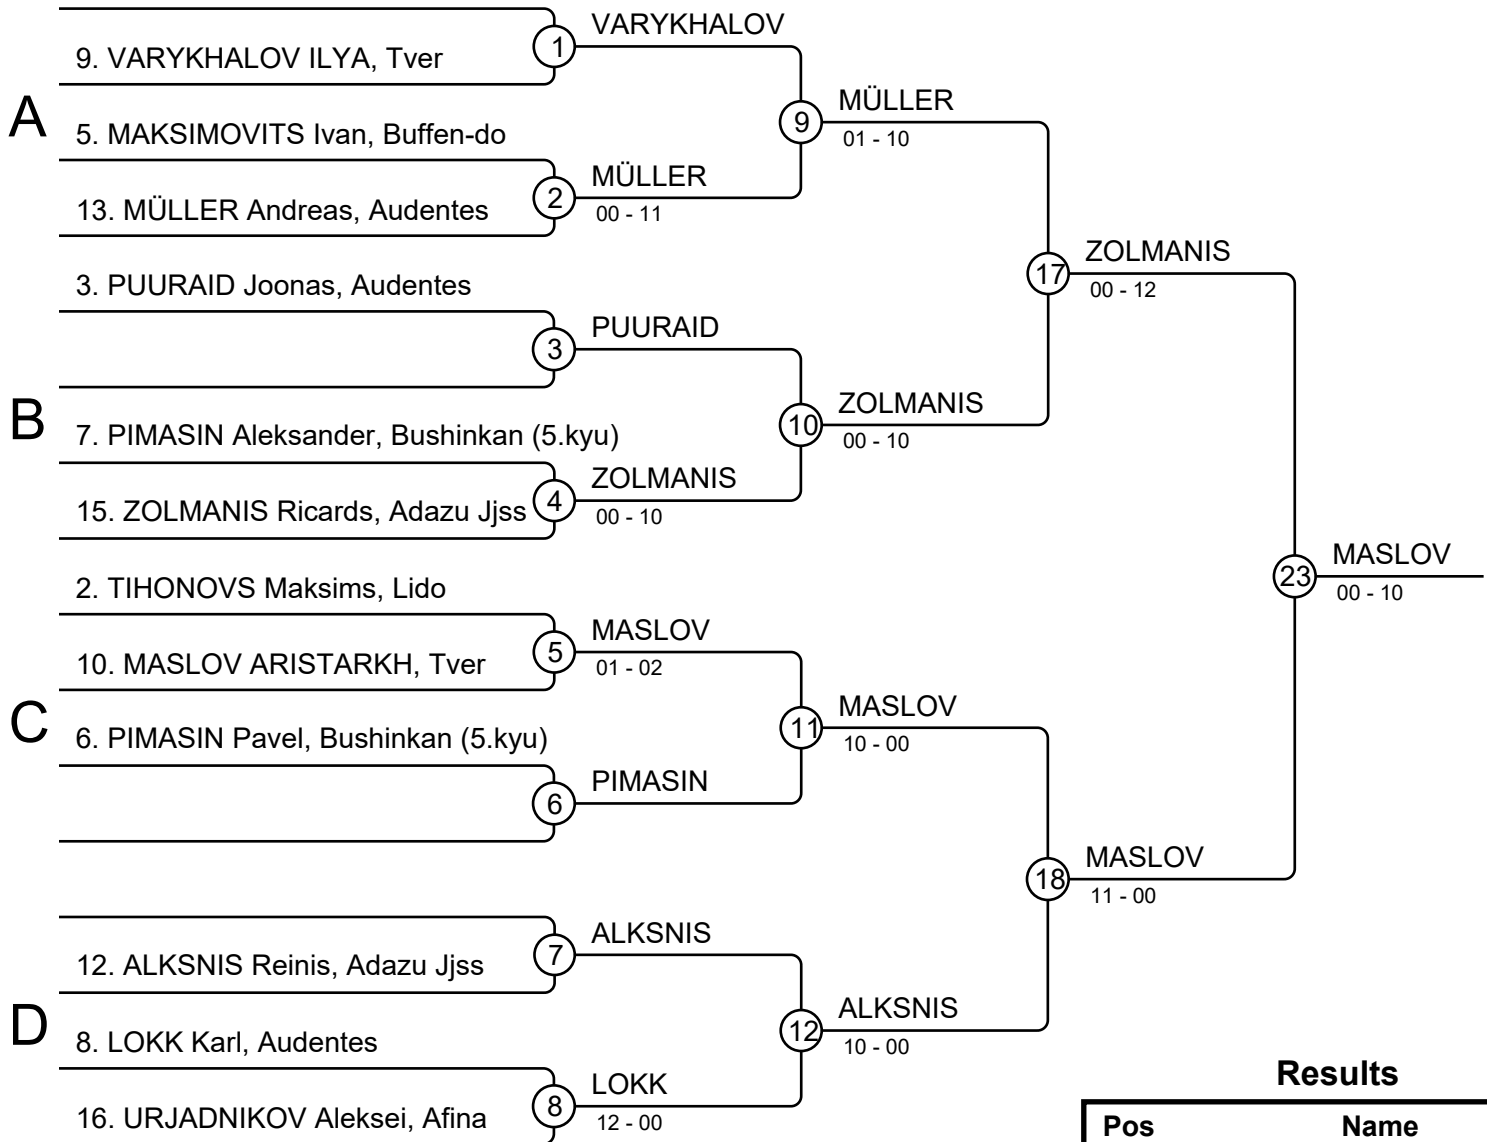 VARYKHALOV
9. VARYKHALOV ILYA, Tver
1
A
MÜLLER
9
01 - 10
5. MAKSIMOVITS Ivan, Buffen-do
MÜLLER
2
00 - 11
13. MÜLLER Andreas, Audentes
ZOLMANIS
17
00 - 12
3. PUURAID Joonas, Audentes
PUURAID
3
B
ZOLMANIS
10
00 - 10
7. PIMASIN Aleksander, Bushinkan (5.kyu)
ZOLMANIS
4
00 - 10
15. ZOLMANIS Ricards, Adazu Jjss
MASLOV
23
00 - 10
2. TIHONOVS Maksims, Lido
MASLOV
5
01 - 02
10. MASLOV ARISTARKH, Tver
C
MASLOV
11
10 - 00
6. PIMASIN Pavel, Bushinkan (5.kyu)
PIMASIN
6
MASLOV
18
11 - 00
ALKSNIS
7
12. ALKSNIS Reinis, Adazu Jjss
D
ALKSNIS
12
10 - 00
8. LOKK Karl, Audentes
LOKK
8
12 - 00
16. URJADNIKOV Aleksei, Afina
Results
Pos Name